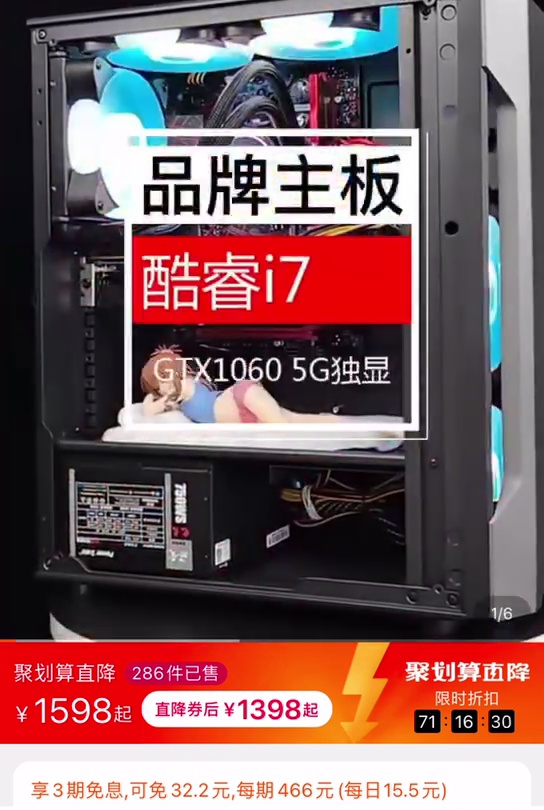 品牌主板
酷睿i7
GTX1060 5G独显
750WS
1/6
聚划算直降
286件已售
¥1598起
直降券后¥1398起
聚划算直降
限时折扣
71:16:30
享3期免息,可免32.2元,每期466元(每日15.5元)